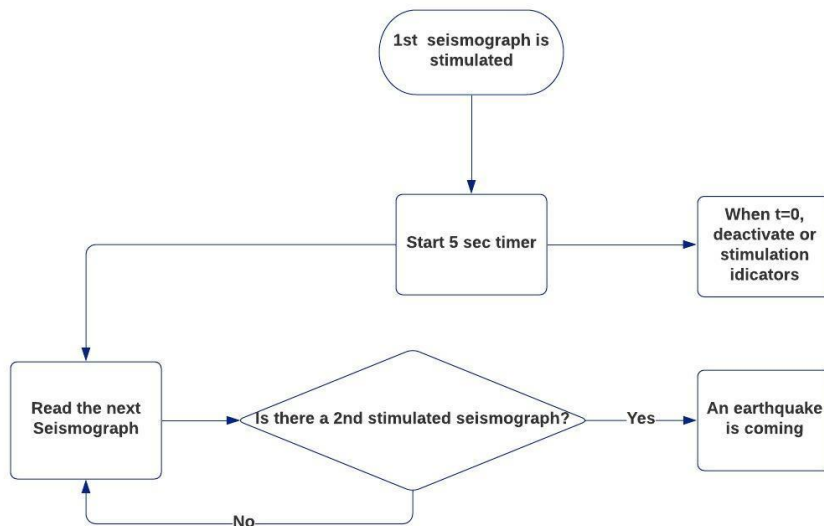 1st seismograph is
stimulated
Start 5 sec timer
When t=0,
deactivate or
stimulation
idicators
Read the next
Seismograph
Is there a 2nd stimulated seismograph?
Yes
An earthquake
is coming
No